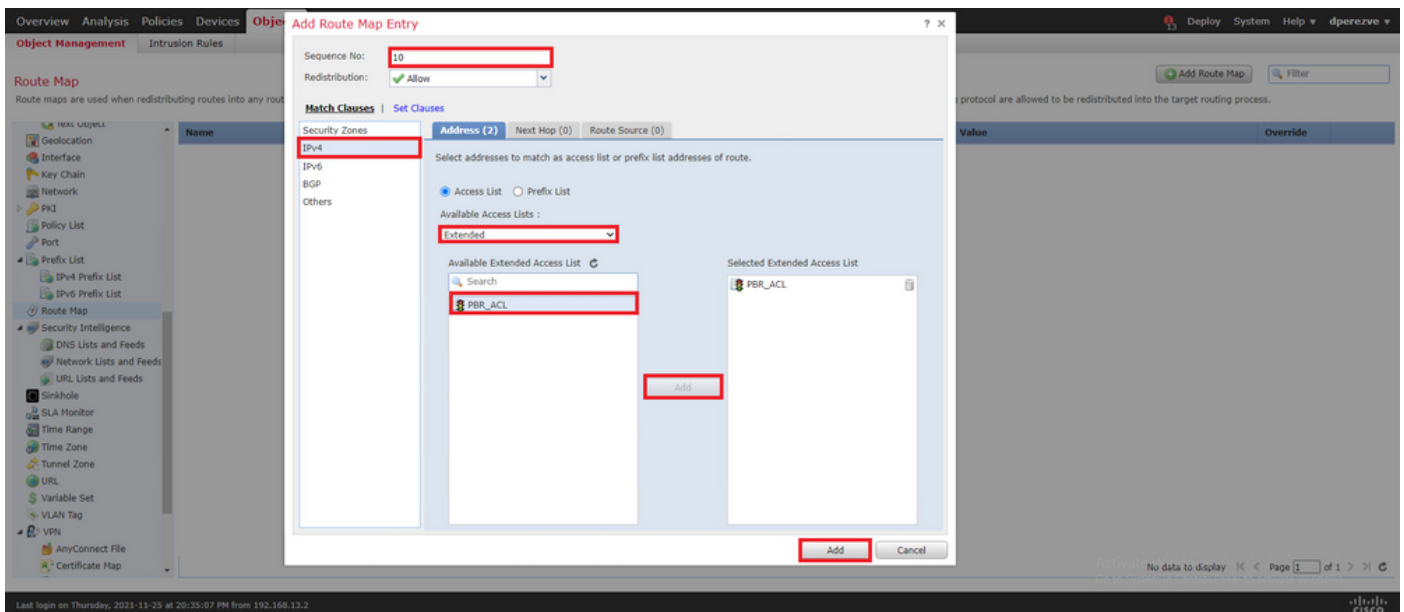 Overview Analysis Policies Devices Obje
Deploy System Help dperezve
13
Object Management Intrusion Rules
Add Route Map Entry
Route Map
Add Route Map Filter
Route maps are used when redistributing routes into any rout
protocol are allowed to be redistributed into the target routing process.
Text Object
Geolocation
Interface
Key Chain
Network
PKI
Policy List
Port
Prefix List
IPv4 Prefix List
IPv6 Prefix List
Route Map
Security Intelligence
DNS Lists and Feeds
Network Lists and Feeds
URL Lists and Feeds
Sinkhole
SLA Monitor
Time Range
Time Zone
Tunnel Zone
URL
Variable Set
VLAN Tag
VPN
AnyConnect File
Certificate Map
Name Value Override
Sequence No: 10
Redistribution: Allow
Match Clauses | Set Clauses
Security Zones
IPv4
IPv6
BGP
Others
Address (2) Next Hop (0) Route Source (0)
Select addresses to match as access list or prefix list addresses of route.
Access List Prefix List
Available Access Lists :
Extended
Available Extended Access List
Search
PBR_ACL
Add
Selected Extended Access List
PBR_ACL
Add Cancel
No data to display |< < Page 1 of 1 > >|
Last login on Thursday, 2021-11-25 at 20:35:07 PM from 192.168.13.2
CISCO